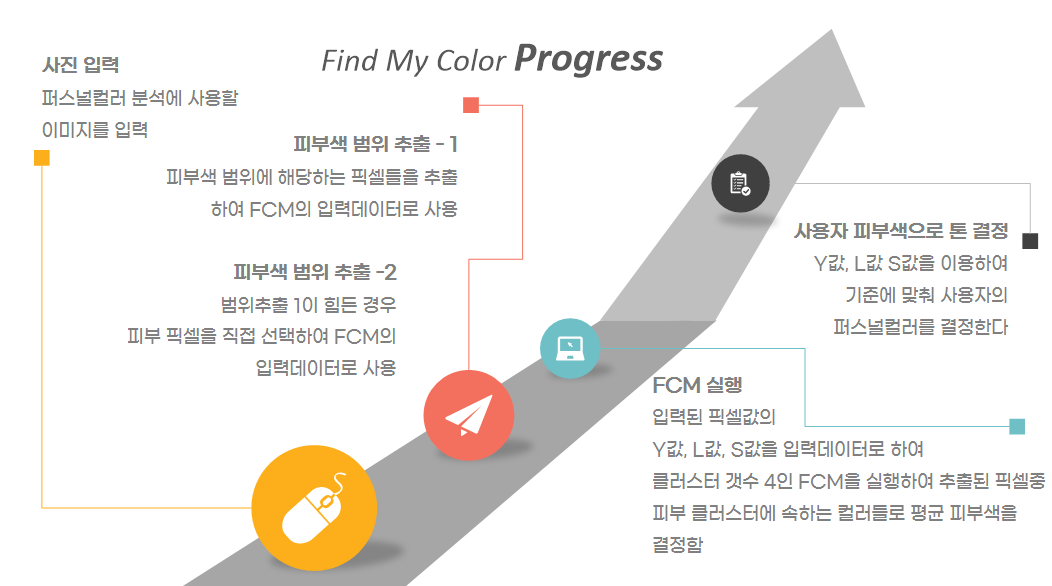 Find My Color Progress
사진 입력
퍼스널컬러 분석에 사용할
이미지를 입력
피부색 범위 추출 - 1
피부색 범위에 해당하는 픽셀들을 추출
하여 FCM의 입력데이터로 사용
피부색 범위 추출 -2
범위추출 1이 힘든 경우
피부 픽셀을 직접 선택하여 FCM의
입력데이터로 사용
FCM 실행
입력된 픽셀값의
Y값, L값, S값을 입력데이터로 하여
클러스터 갯수 4인 FCM을 실행하여 추출된 픽셀중
피부 클러스터에 속하는 컬러들로 평균 피부색을
결정함
사용자 피부색으로 톤 결정
Y값, L값 S값을 이용하여
기준에 맞춰 사용자의
퍼스널컬러를 결정한다